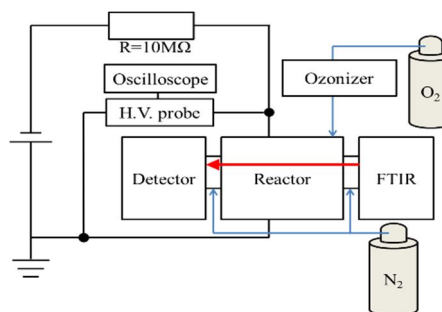 R=10MΩ
Oscilloscope
H.V. probe
Ozonizer
O₂
Detector
Reactor
FTIR
N₂